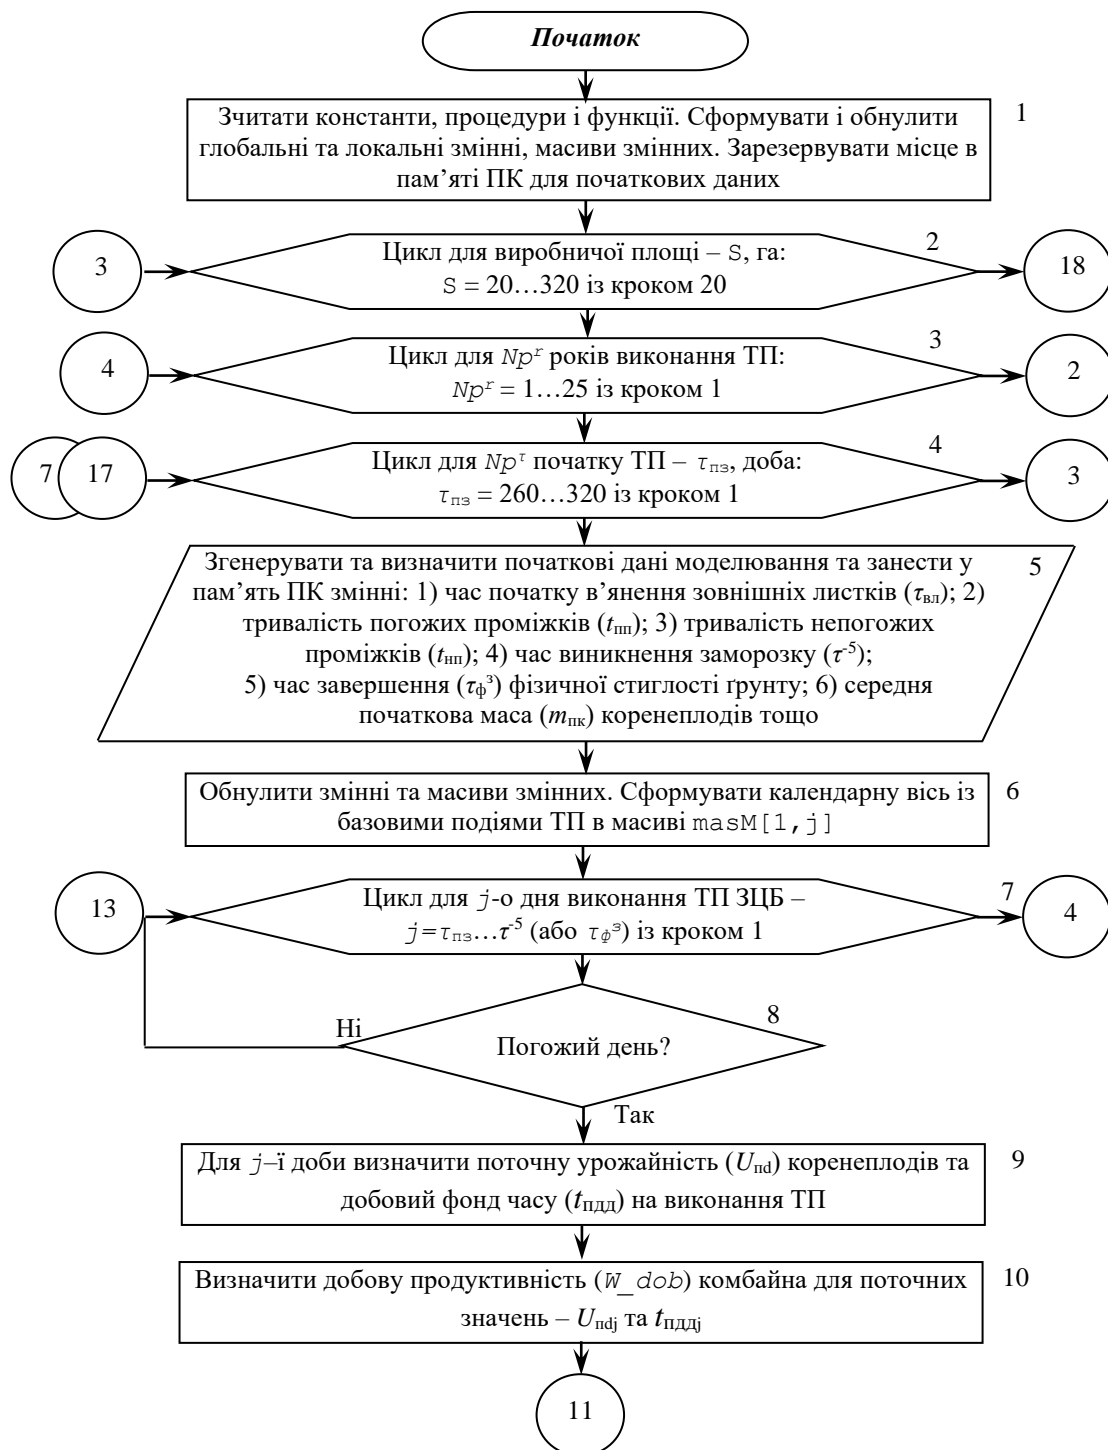 Початок
Зчитати константи, процедури і функції. Сформувати і обнулити
глобальні та локальні змінні, масиви змінних. Зарезервувати місце в
пам’яті ПК для початкових даних
1
3
Цикл для виробничої площі – S, га:
S = 20…320 із кроком 20
2
18
4
Цикл для Npʳ років виконання ТП:
Npʳ = 1…25 із кроком 1
3
2
7
17
Цикл для Npᵗ початку ТП – τпз, доба:
τпз = 260…320 із кроком 1
4
3
Згенерувати та визначити початкові дані моделювання та занести у
пам’ять ПК змінні: 1) час початку в’янення зовнішніх листків (τвл); 2)
тривалість погожих проміжків (tпп); 3) тривалість непогожих
проміжків (tнп); 4) час виникнення заморозку (τ⁻⁵);
5) час завершення (τфᶟ) фізичної стиглості ґрунту; 6) середня
початкова маса (mпк) коренеплодів тощо
5
Обнулити змінні та масиви змінних. Сформувати календарну вісь із
базовими подіями ТП в масиві masM[1,j]
6
13
Цикл для j-о дня виконання ТП ЗЦБ –
j=τпз…τ⁻⁵ (або τфᶟ) із кроком 1
7
4
Ні
Погожий день?
8
Так
Для j–ї доби визначити поточну урожайність (Uпd) коренеплодів та
добовий фонд часу (tпдд) на виконання ТП
9
Визначити добову продуктивність (W_dob) комбайна для поточних
значень – Uпdj та tпддj
10
11